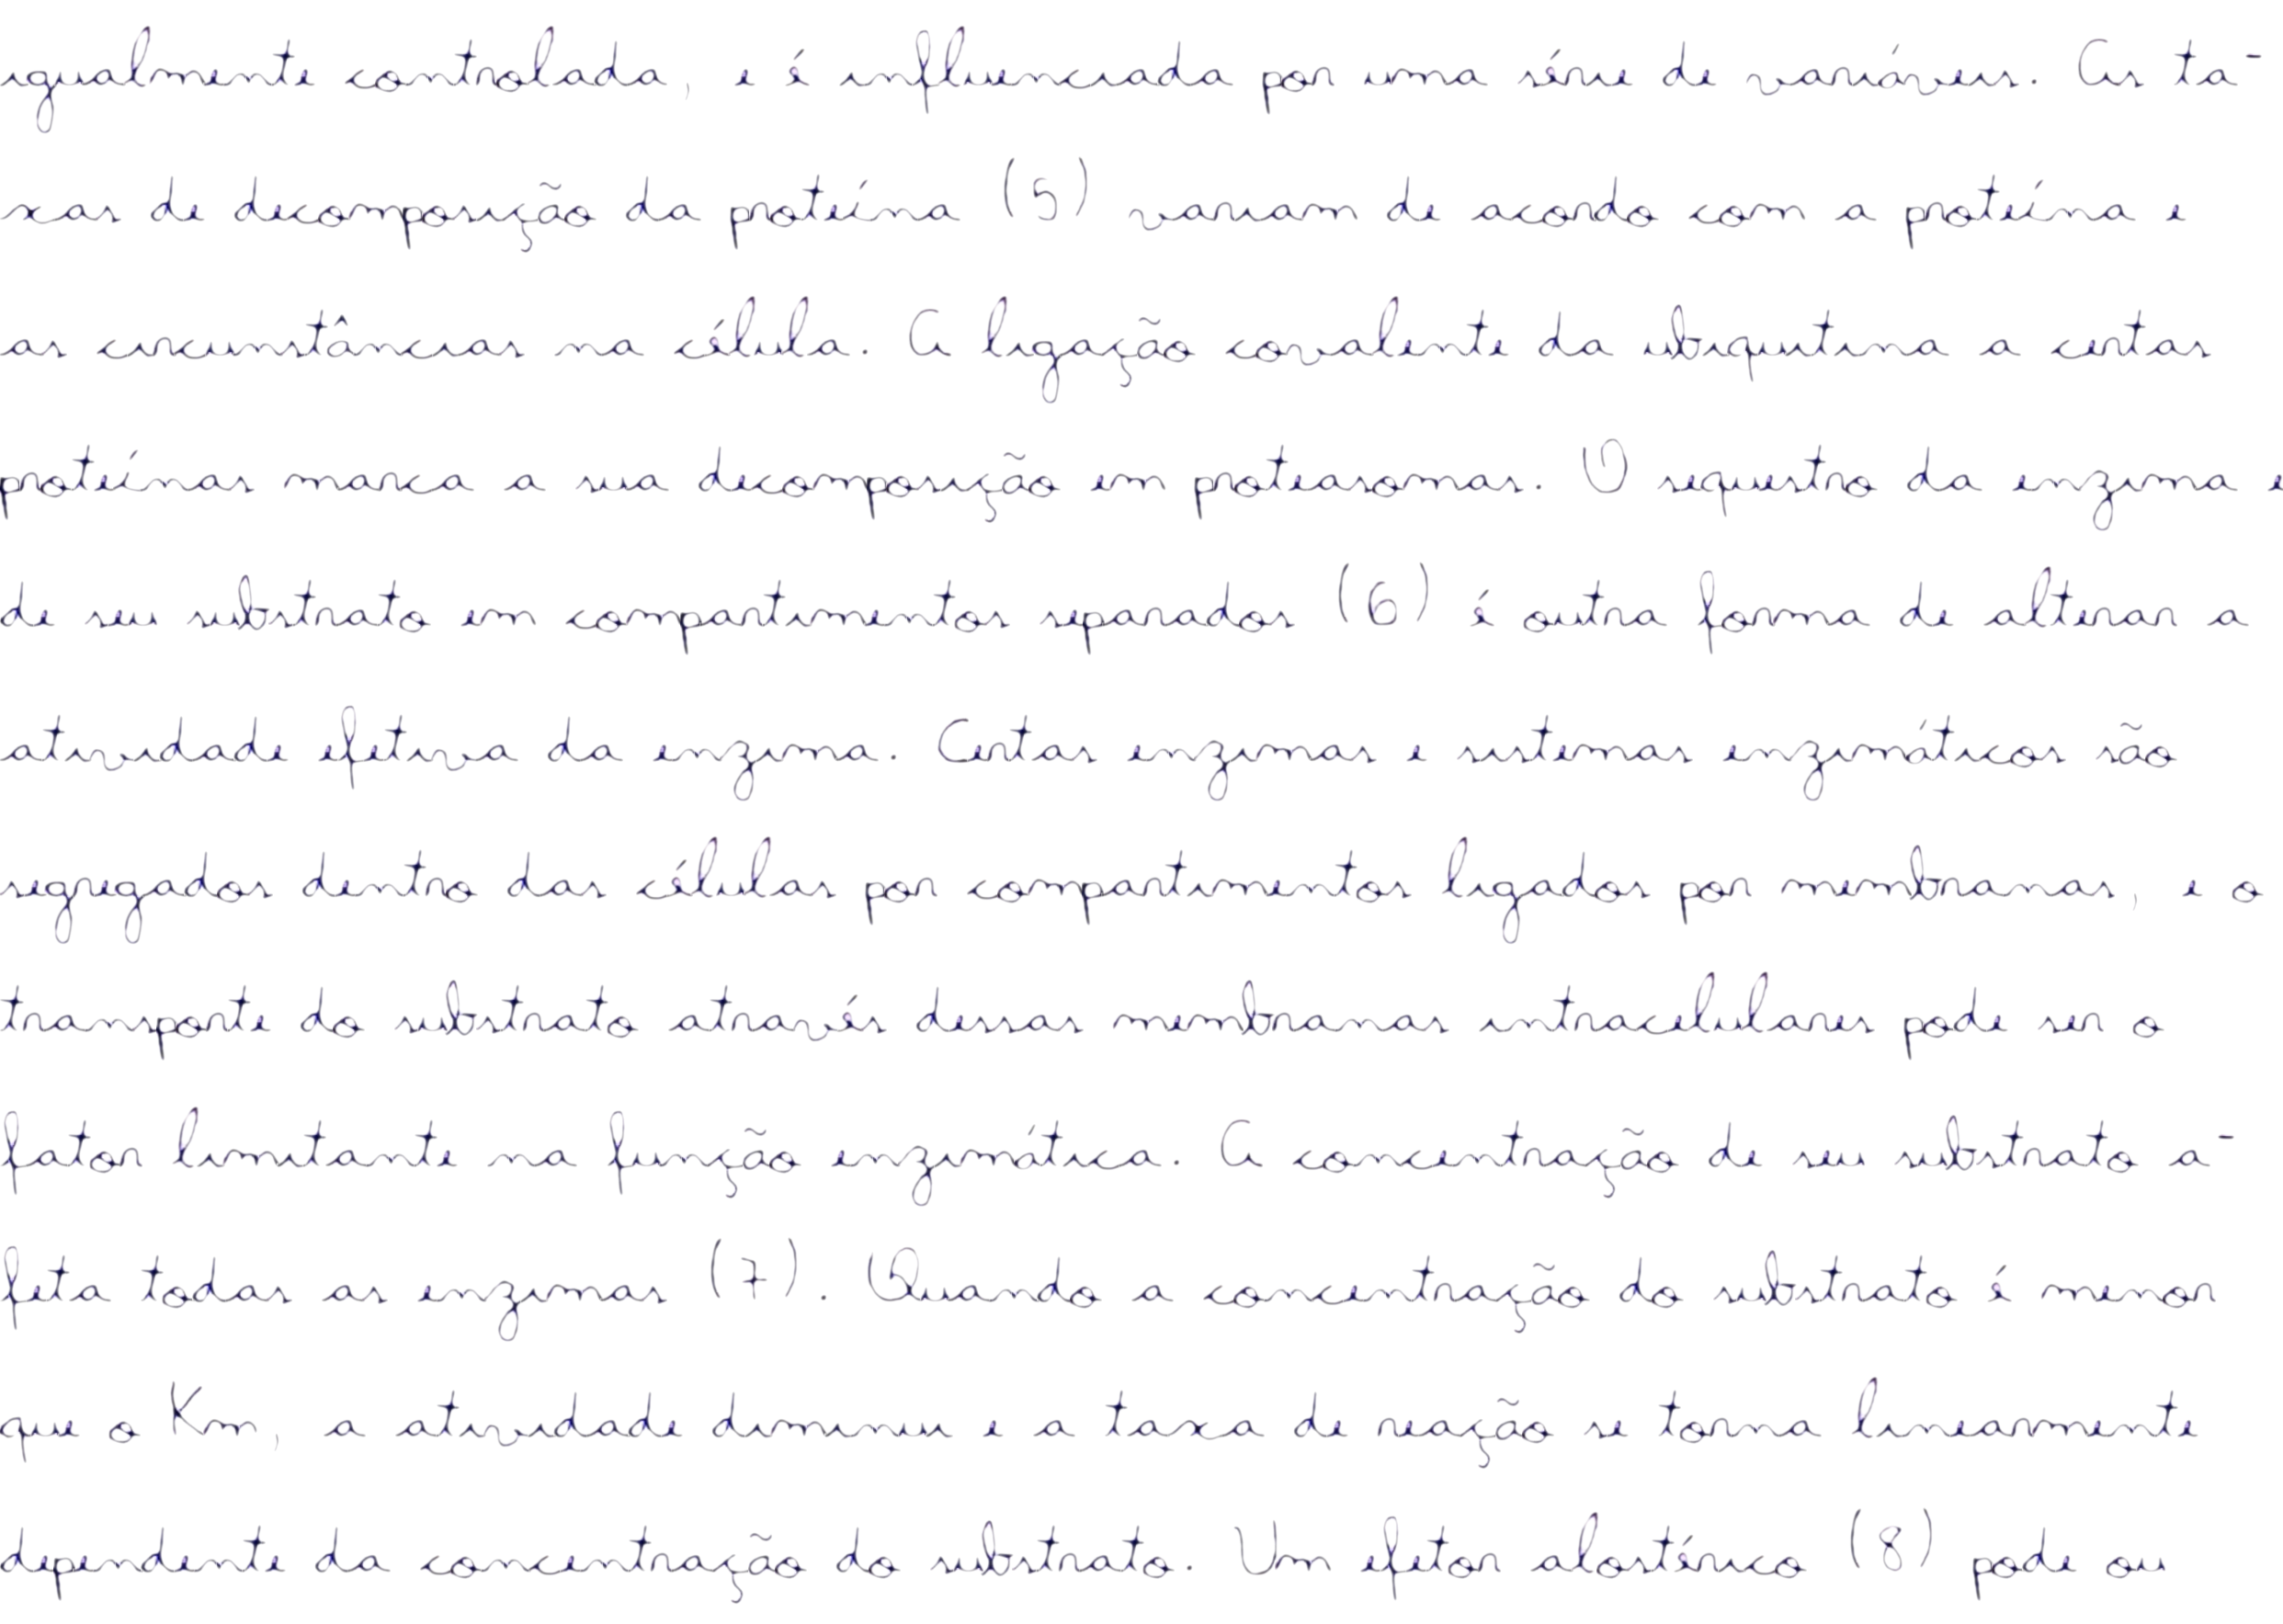 igualmente controlada, e é influenciada por uma série de variáveis. As ta-
xas de decomposição da proteína (5) variam de acordo com a proteína e
as circunstâncias na célula. A ligação covalente da ubiquitina a certas
proteínas marca a sua decomposição em proteasomas. O sequestro da enzima e
de seu substrato em compartimentos separados (6) é outra forma de alterar a
atividade efetiva da enzima. Certas enzimas e sistemas enzimáticos são
segregados dentro das células por compartimentos ligados por membranas, e o
transporte do substrato através dessas membranas intracelulares pode ser o
fator limitante na função enzimática. A concentração de seu substrato a-
feta todas as enzimas (7). Quando a concentração do substrato é menor
que o Km, a atividade diminui e a taxa de reação se torna linearmente
dependente da concentração do substrato. Um efetor alostérico (8) pode ou